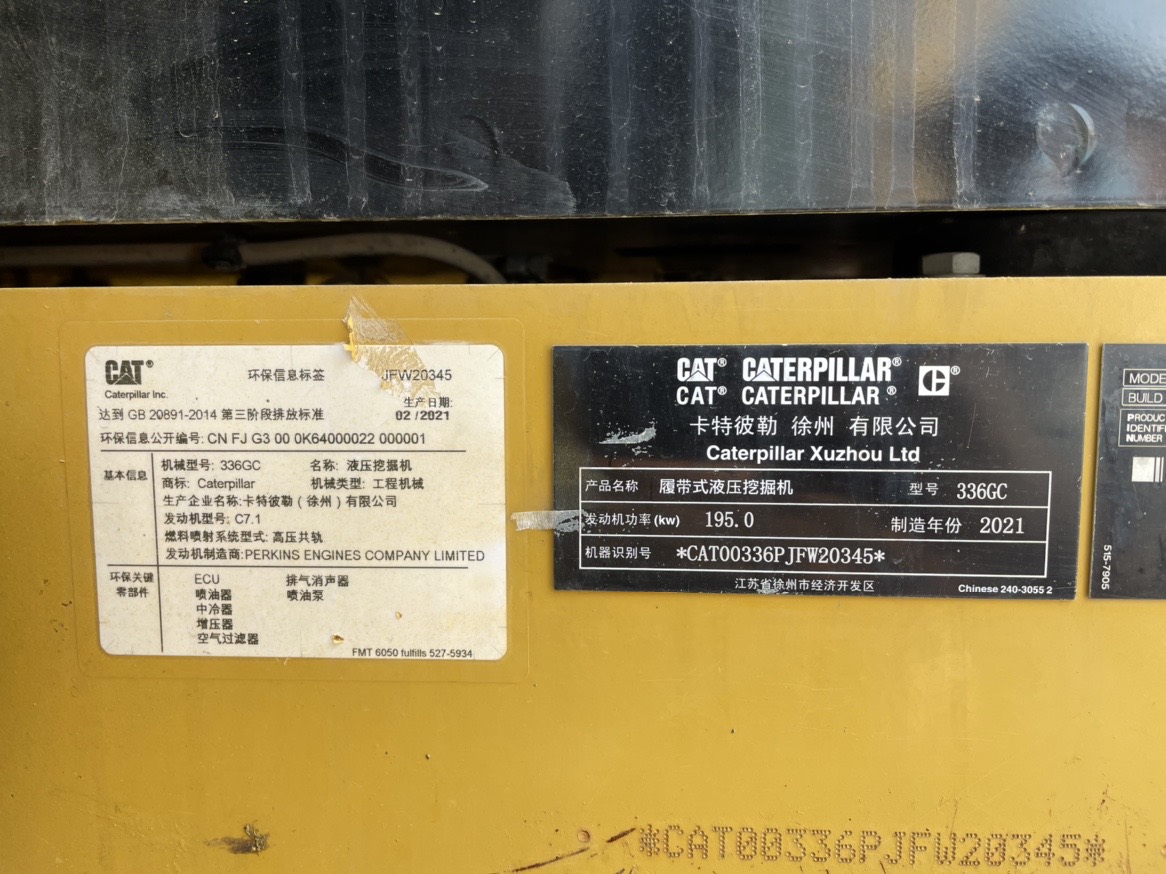 CAT®
Caterpillar Inc.
环保信息标签 JFW20345
生产日期:
02 /2021
达到 GB 20891-2014 第三阶段排放标准
环保信息公开编号: CN FJ G3 00 0K64000022 000001
基本信息
机械型号: 336GC 名称: 液压挖掘机
商标: Caterpillar 机械类型: 工程机械
生产企业名称:卡特彼勒（徐州）有限公司
发动机型号: C7.1
燃料喷射系统型式: 高压共轨
发动机制造商:PERKINS ENGINES COMPANY LIMITED
环保关键
零部件
ECU 排气消声器
喷油器 喷油泵
中冷器
增压器
空气过滤器
FMT 6050 fulfills 527-5934
CAT® CATERPILLAR® C®
CAT® CATERPILLAR®
卡特彼勒 徐州 有限公司
Caterpillar Xuzhou Ltd
产品名称 履带式液压挖掘机 型号 336GC
发动机功率(kw) 195.0 制造年份 2021
机器识别号 *CAT00336PJFW20345*
江苏省徐州市经济开发区
Chinese 240-3055 2
MODE
BUILD
PRODUC
IDENTIF
NUMBER
515-7905
*CAT00336PJFW20345*